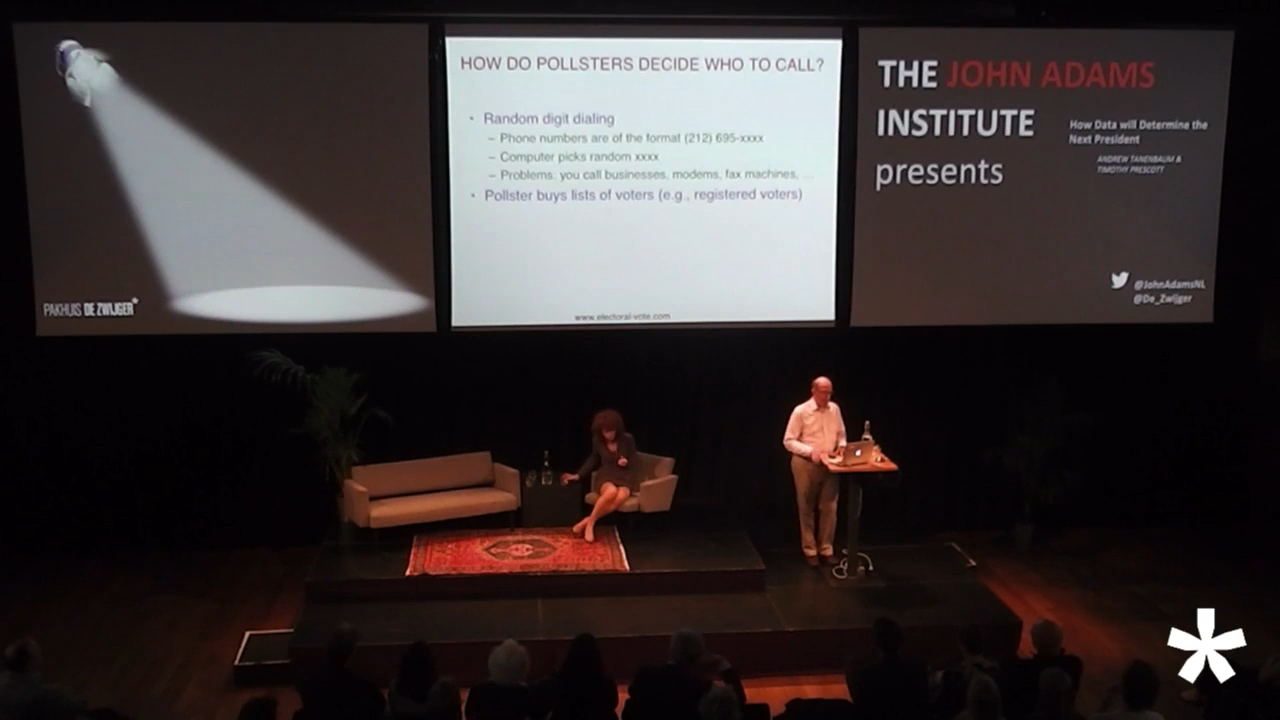 PAKHUIS DE ZWIJGER*
HOW DO POLLSTERS DECIDE WHO TO CALL?
• Random digit dialing
– Phone numbers are of the format (212) 695-xxxx
– Computer picks random xxxx
– Problems: you call businesses, modems, fax machines, ...
• Pollster buys lists of voters (e.g., registered voters)
www.electoral-vote.com
THE JOHN ADAMS
INSTITUTE
presents
How Data will Determine the
Next President
ANDREW TANENBAUM &
TIMOTHY PRESCOTT
@JohnAdamsNL
@De_Zwijger